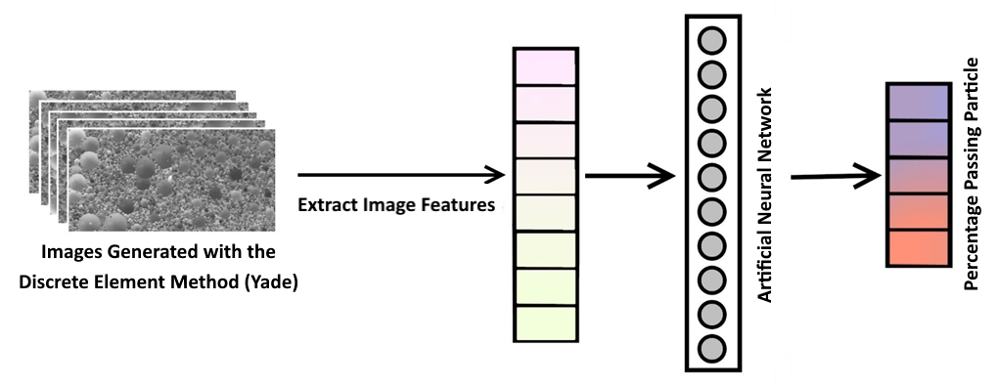 Images Generated with the
Discrete Element Method (Yade)
Extract Image Features
Artificial Neural Network
Percentage Passing Particle